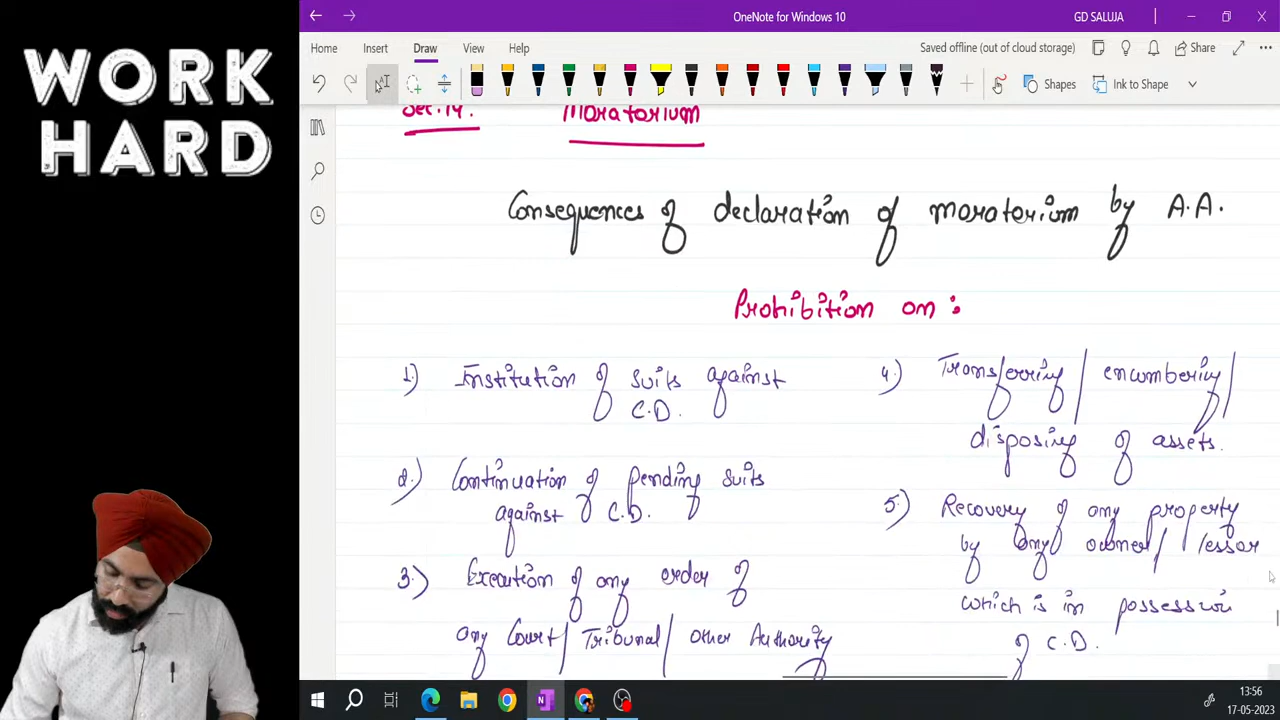 WORK
HARD
OneNote for Windows 10
GD SALUJA
Home
Insert
Draw
View
Help
Saved offline (out of cloud storage)
Share
Shapes
Ink to Shape
Sec.14. Moratorium
Consequences of declaration of moratorium by A.A.
Prohibition on :
1.) Institution of suits against
C.D.
2.) Continuation of pending suits
against C.D.
3.) Execution of any order of
any Court / Tribunal / other Authority
4.) Transferring / encumbering /
disposing of assets.
5.) Recovery of any property
by any owner / lessor
which is in possession
of C.D.
13:56
17-05-2023